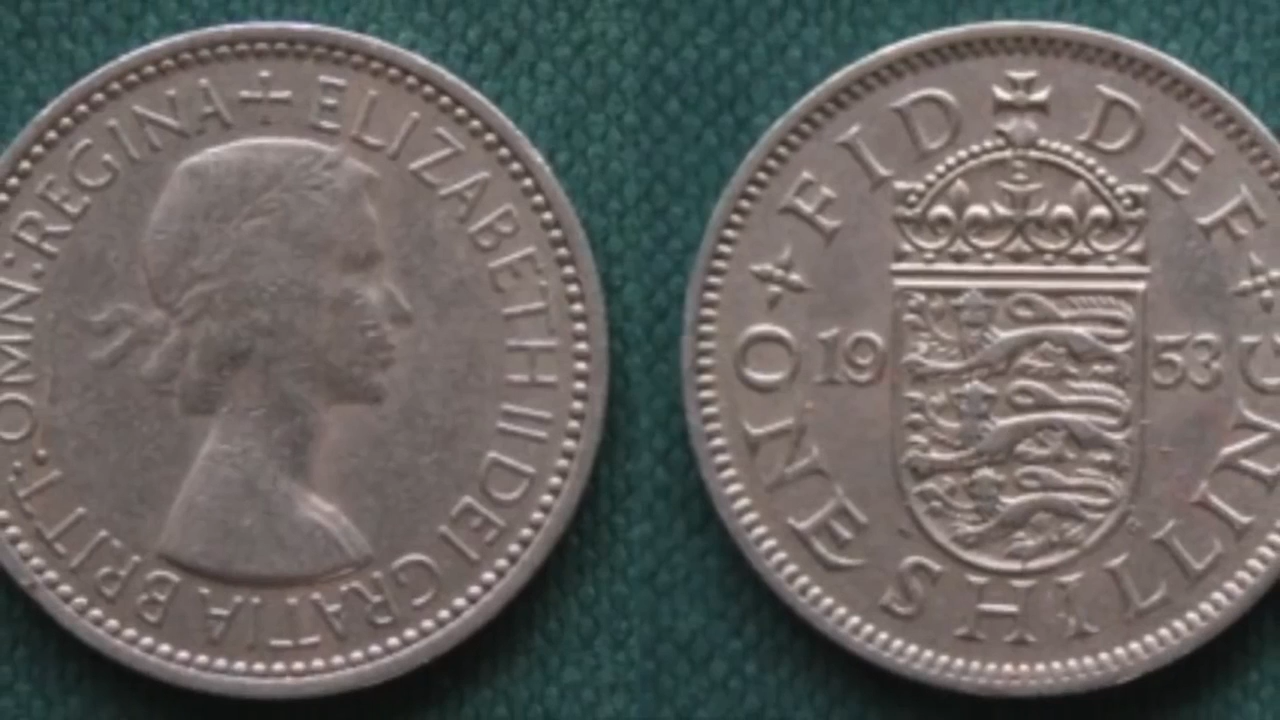 + ELIZABETH II DEI GRATIA BRITT: OMN: REGINA
FID DEF
19 53
ONE SHILLING